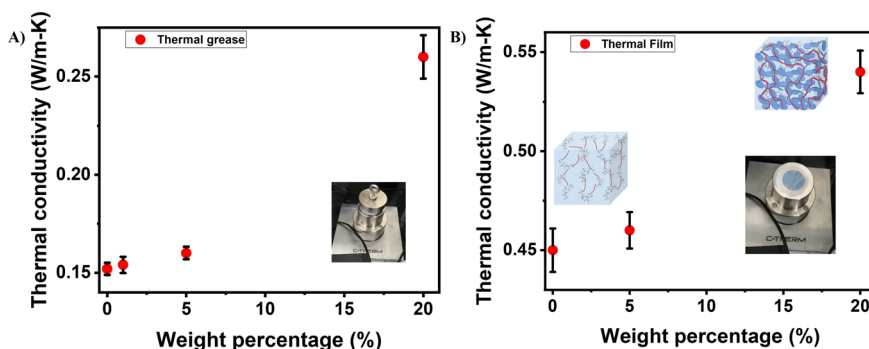 A)
Thermal grease
Thermal conductivity (W/m-K)
0.25
0.20
0.15
0
5
10
15
20
Weight percentage (%)
C-THERM
B)
Thermal Film
Thermal conductivity (W/m-K)
0.55
0.50
0.45
0
5
10
15
20
Weight percentage (%)
C-THERM